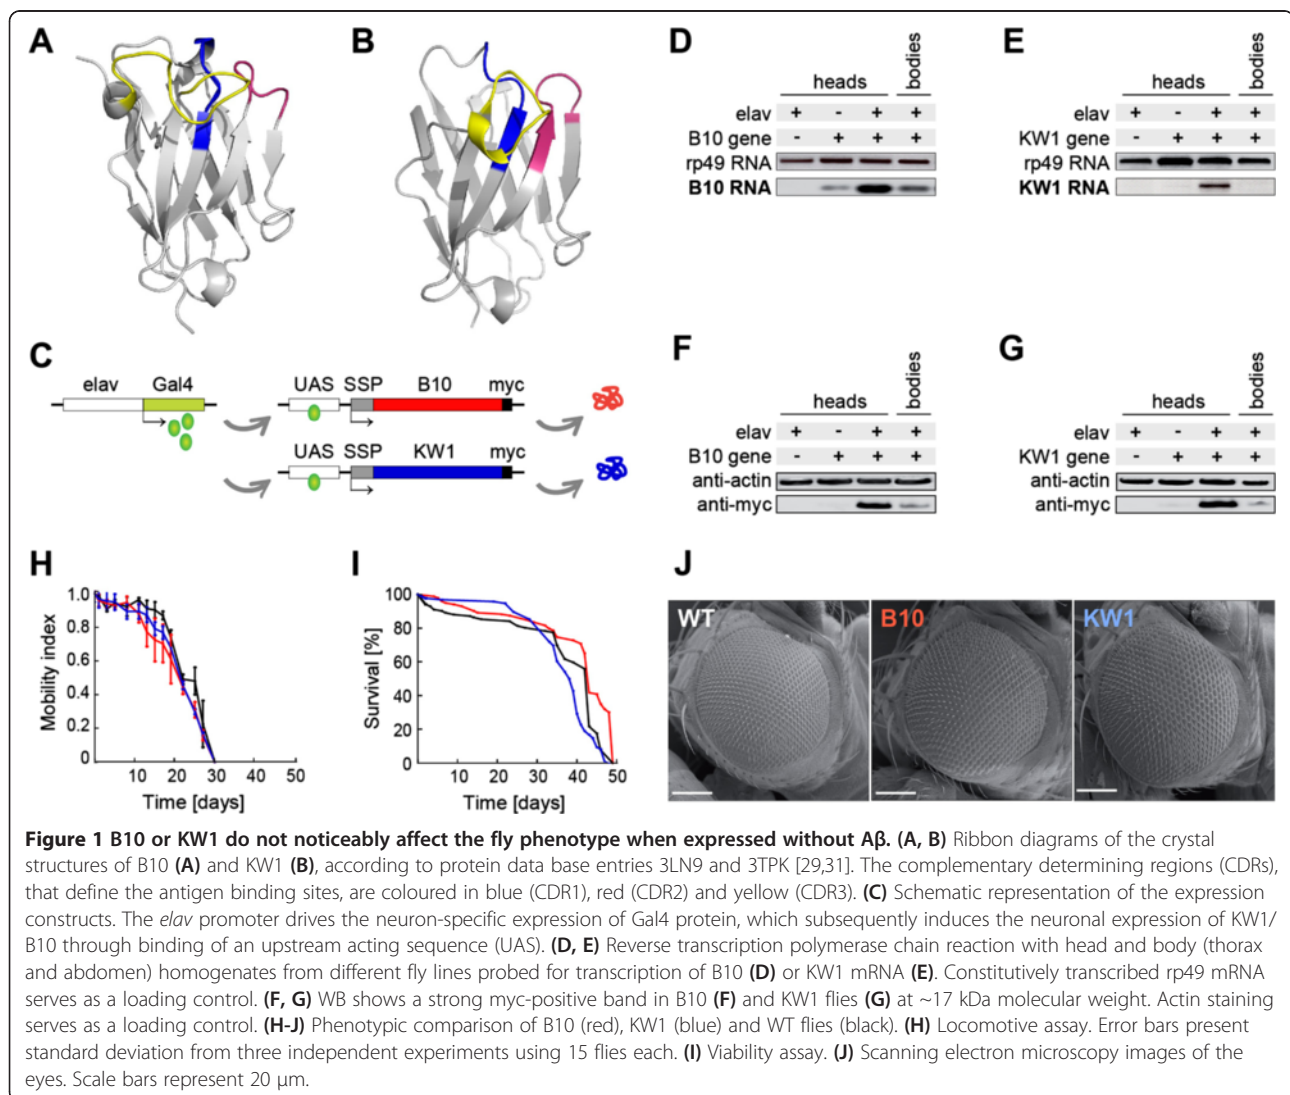 A
B
D
heads
bodies
elav + - + +
B10 gene - + + +
rp49 RNA
B10 RNA
E
heads
bodies
elav + - + +
KW1 gene - + + +
rp49 RNA
KW1 RNA
C
elav Gal4
UAS SSP B10 myc
UAS SSP KW1 myc
F
heads
bodies
elav + - + +
B10 gene - + + +
anti-actin
anti-myc
G
heads
bodies
elav + - + +
KW1 gene - + + +
anti-actin
anti-myc
H
Mobility index
1.0
0.8
0.6
0.4
0.2
0
10 20 30 40 50
Time [days]
I
Survival [%]
100
80
60
40
20
0
10 20 30 40 50
Time [days]
J
WT
B10
KW1
Figure 1 B10 or KW1 do not noticeably affect the fly phenotype when expressed without Aβ. (A, B) Ribbon diagrams of the crystal
structures of B10 (A) and KW1 (B), according to protein data base entries 3LN9 and 3TPK [29,31]. The complementary determining regions (CDRs),
that define the antigen binding sites, are coloured in blue (CDR1), red (CDR2) and yellow (CDR3). (C) Schematic representation of the expression
constructs. The elav promoter drives the neuron-specific expression of Gal4 protein, which subsequently induces the neuronal expression of KW1/
B10 through binding of an upstream acting sequence (UAS). (D, E) Reverse transcription polymerase chain reaction with head and body (thorax
and abdomen) homogenates from different fly lines probed for transcription of B10 (D) or KW1 mRNA (E). Constitutively transcribed rp49 mRNA
serves as a loading control. (F, G) WB shows a strong myc-positive band in B10 (F) and KW1 flies (G) at ~17 kDa molecular weight. Actin staining
serves as a loading control. (H-J) Phenotypic comparison of B10 (red), KW1 (blue) and WT flies (black). (H) Locomotive assay. Error bars present
standard deviation from three independent experiments using 15 flies each. (I) Viability assay. (J) Scanning electron microscopy images of the
eyes. Scale bars represent 20 μm.